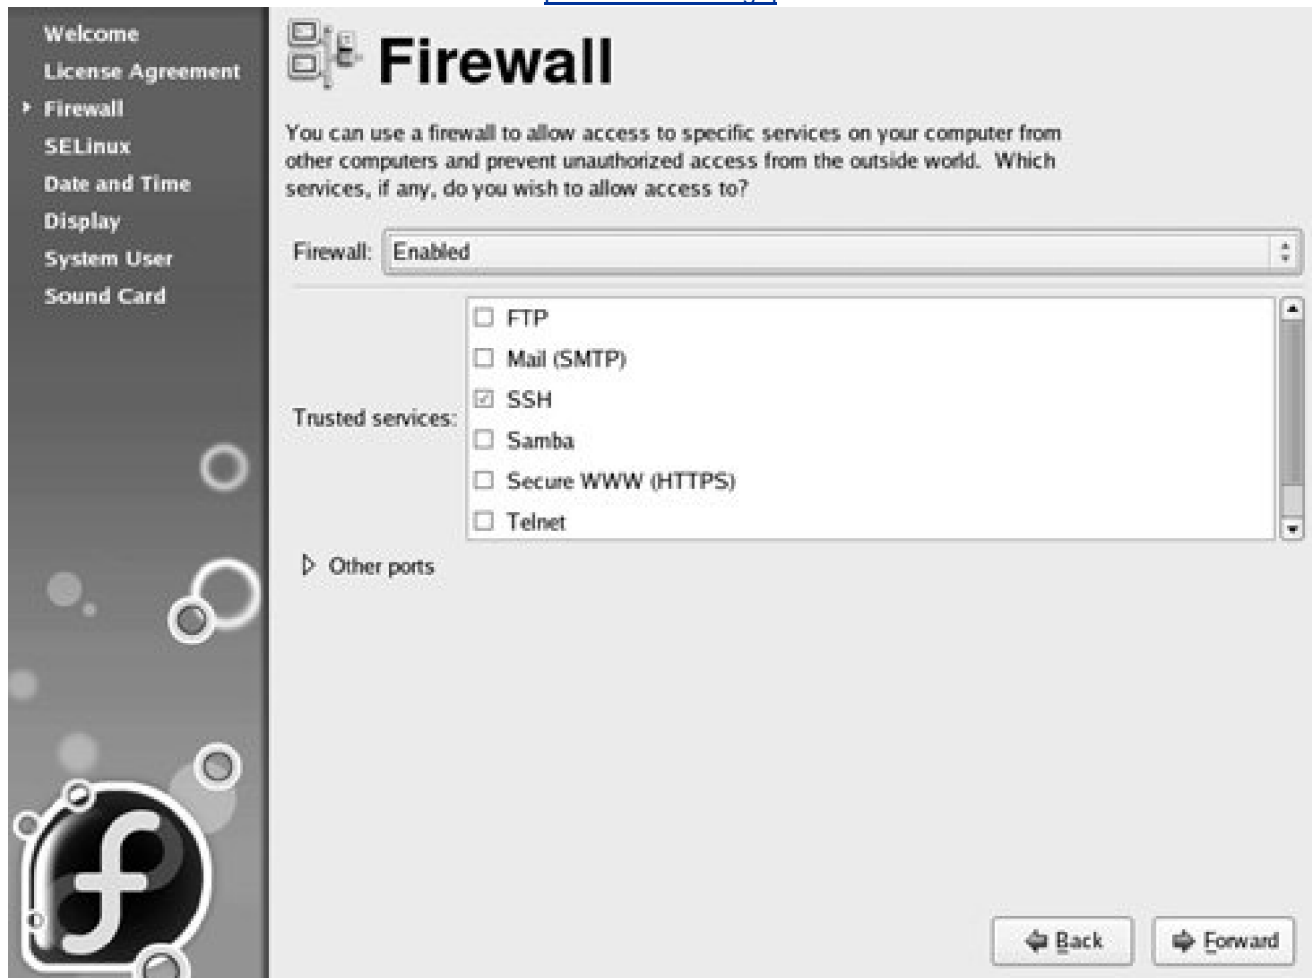 Welcome
License Agreement
Firewall
SELinux
Date and Time
Display
System User
Sound Card
Firewall
You can use a firewall to allow access to specific services on your computer from
other computers and prevent unauthorized access from the outside world. Which
services, if any, do you wish to allow access to?
Firewall: Enabled
Trusted services:
FTP
Mail (SMTP)
SSH
Samba
Secure WWW (HTTPS)
Telnet
Other ports
Back
Forward